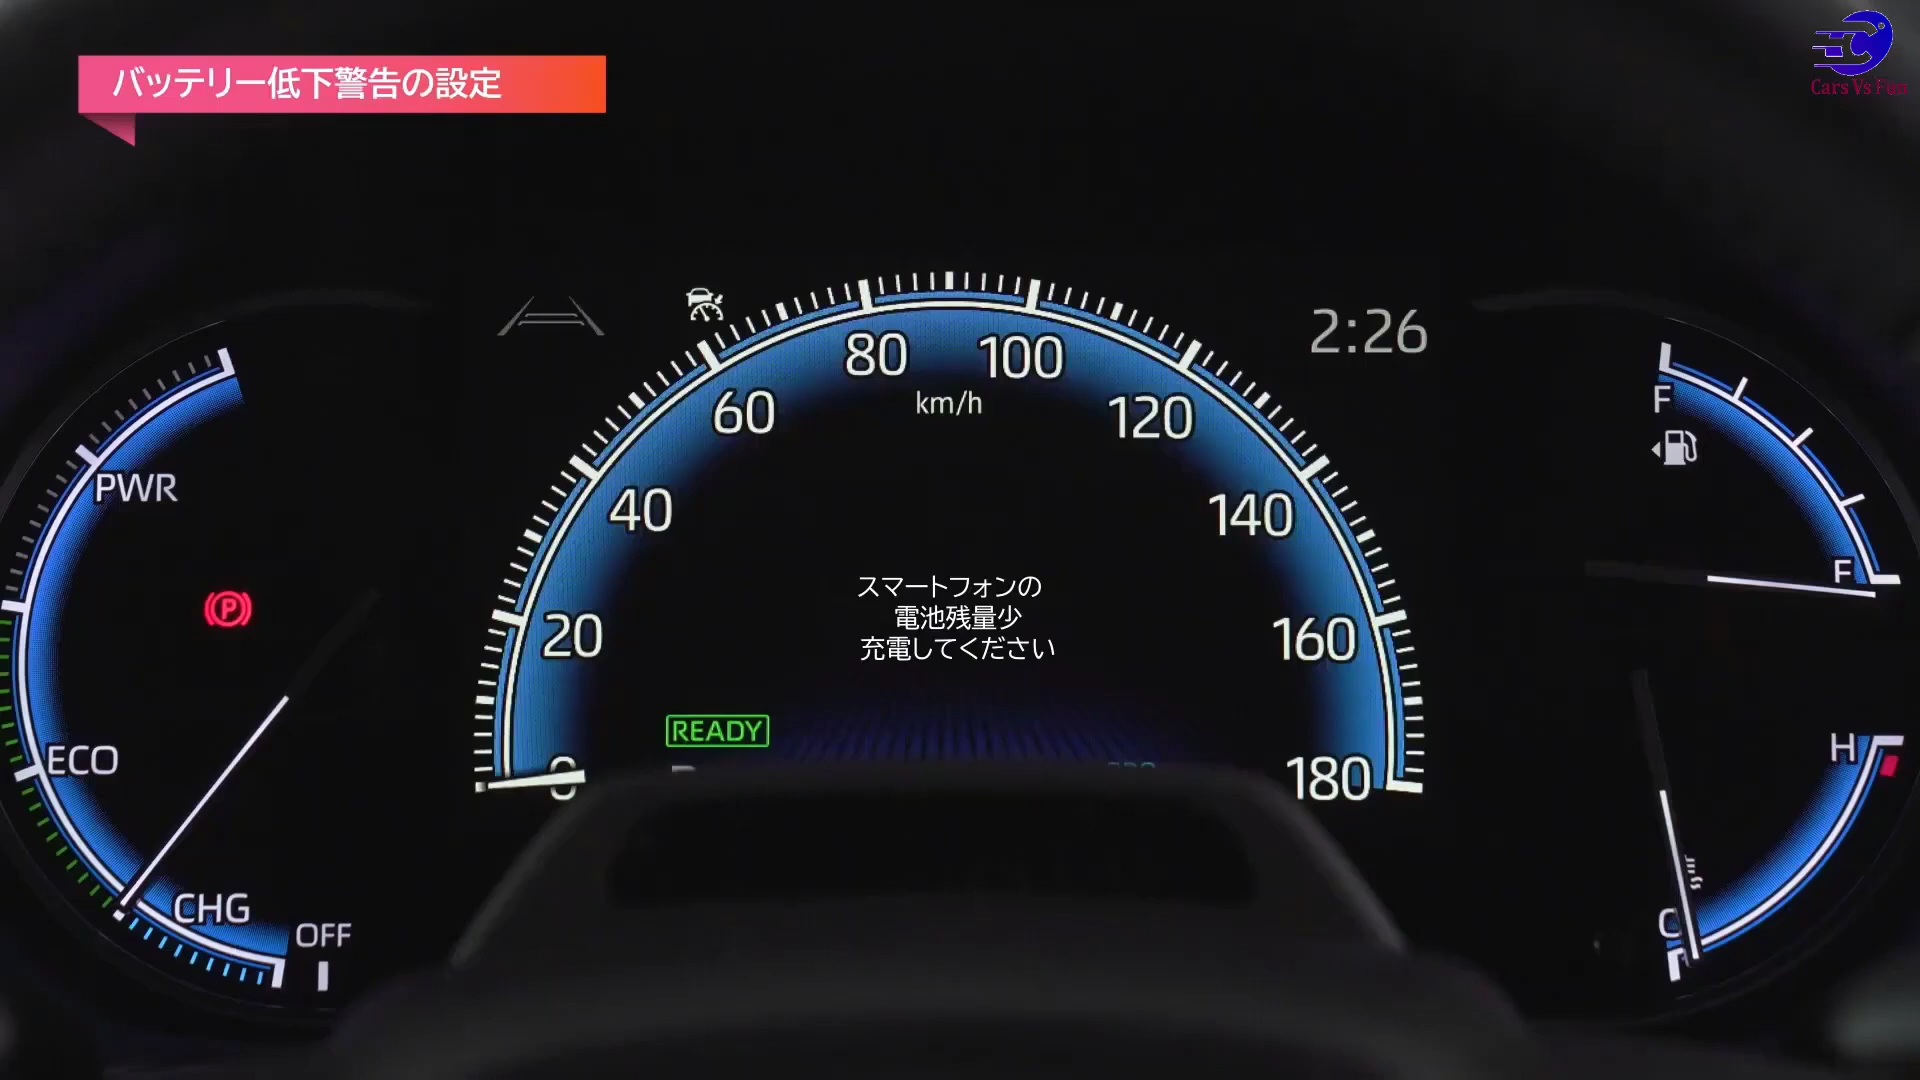 バッテリー低下警告の設定
Cars Vs Fun
2:26
80
100
km/h
60
120
40
140
20
160
0
180
PWR
ECO
CHG
OFF
P
スマートフォンの
電池残量少
充電してください
READY
F
F
H
C